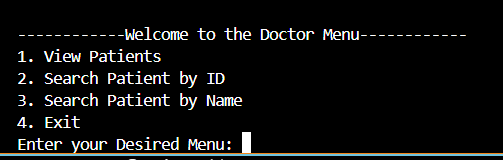 ------------Welcome to the Doctor Menu------------
1. View Patients
2. Search Patient by ID
3. Search Patient by Name
4. Exit
Enter your Desired Menu: